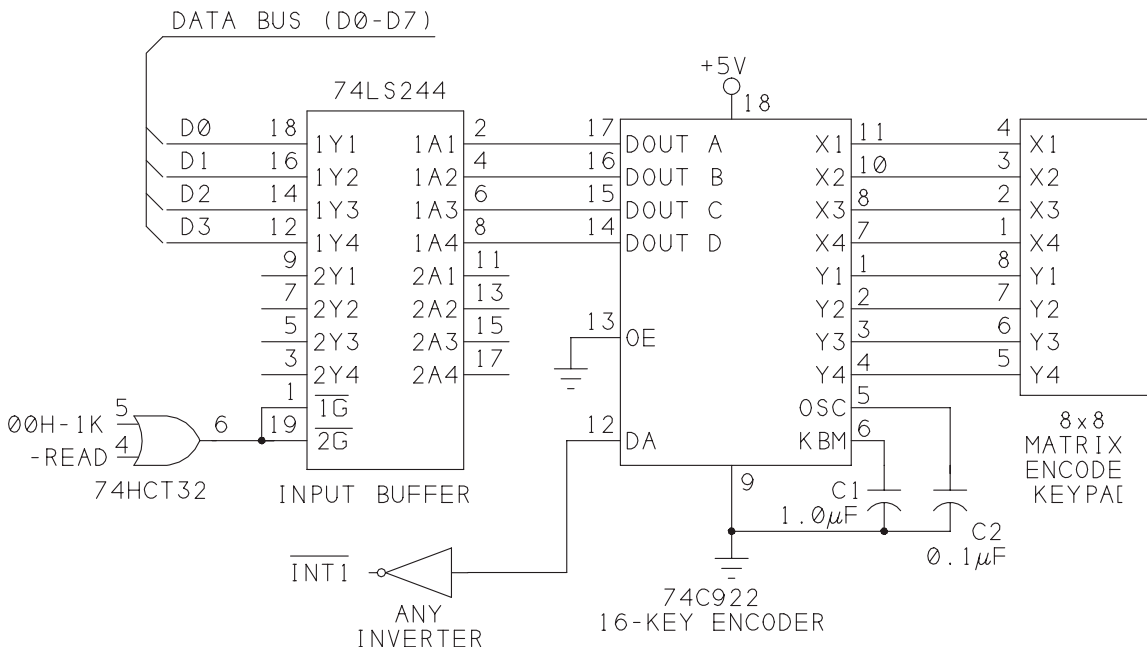 DATA BUS (D0-D7)
74LS244
+5V
18
D0 18 1Y1 1A1 2 17 DOUT A X1 11 4 X1
D1 16 1Y2 1A2 4 16 DOUT B X2 10 3 X2
D2 14 1Y3 1A3 6 15 DOUT C X3 8 2 X3
D3 12 1Y4 1A4 8 14 DOUT D X4 7 1 X4
9 2Y1 2A1 11 Y1 1 8 Y1
7 2Y2 2A2 13 Y2 2 7 Y2
5 2Y3 2A3 15 13 OE Y3 3 6 Y3
3 2Y4 2A4 17 Y4 4 5 Y4
1 1G OSC 5
00H-1K 5 6 19 2G 12 DA KBM 6
-READ 4
74HCT32
INPUT BUFFER
8x8
MATRIX
ENCODE
KEYPAD
9
C1
1.0µF
C2
0.1µF
INT1
ANY
INVERTER
74C922
16-KEY ENCODER